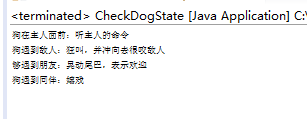 <terminated> CheckDogState [Java Application] C:\
狗在主人面前：听主人的命令
狗遇到敌人：狂叫，并冲向去狠咬敌人
够遇到朋友：晃动尾巴，表示欢迎
狗遇到同伴：嬉戏